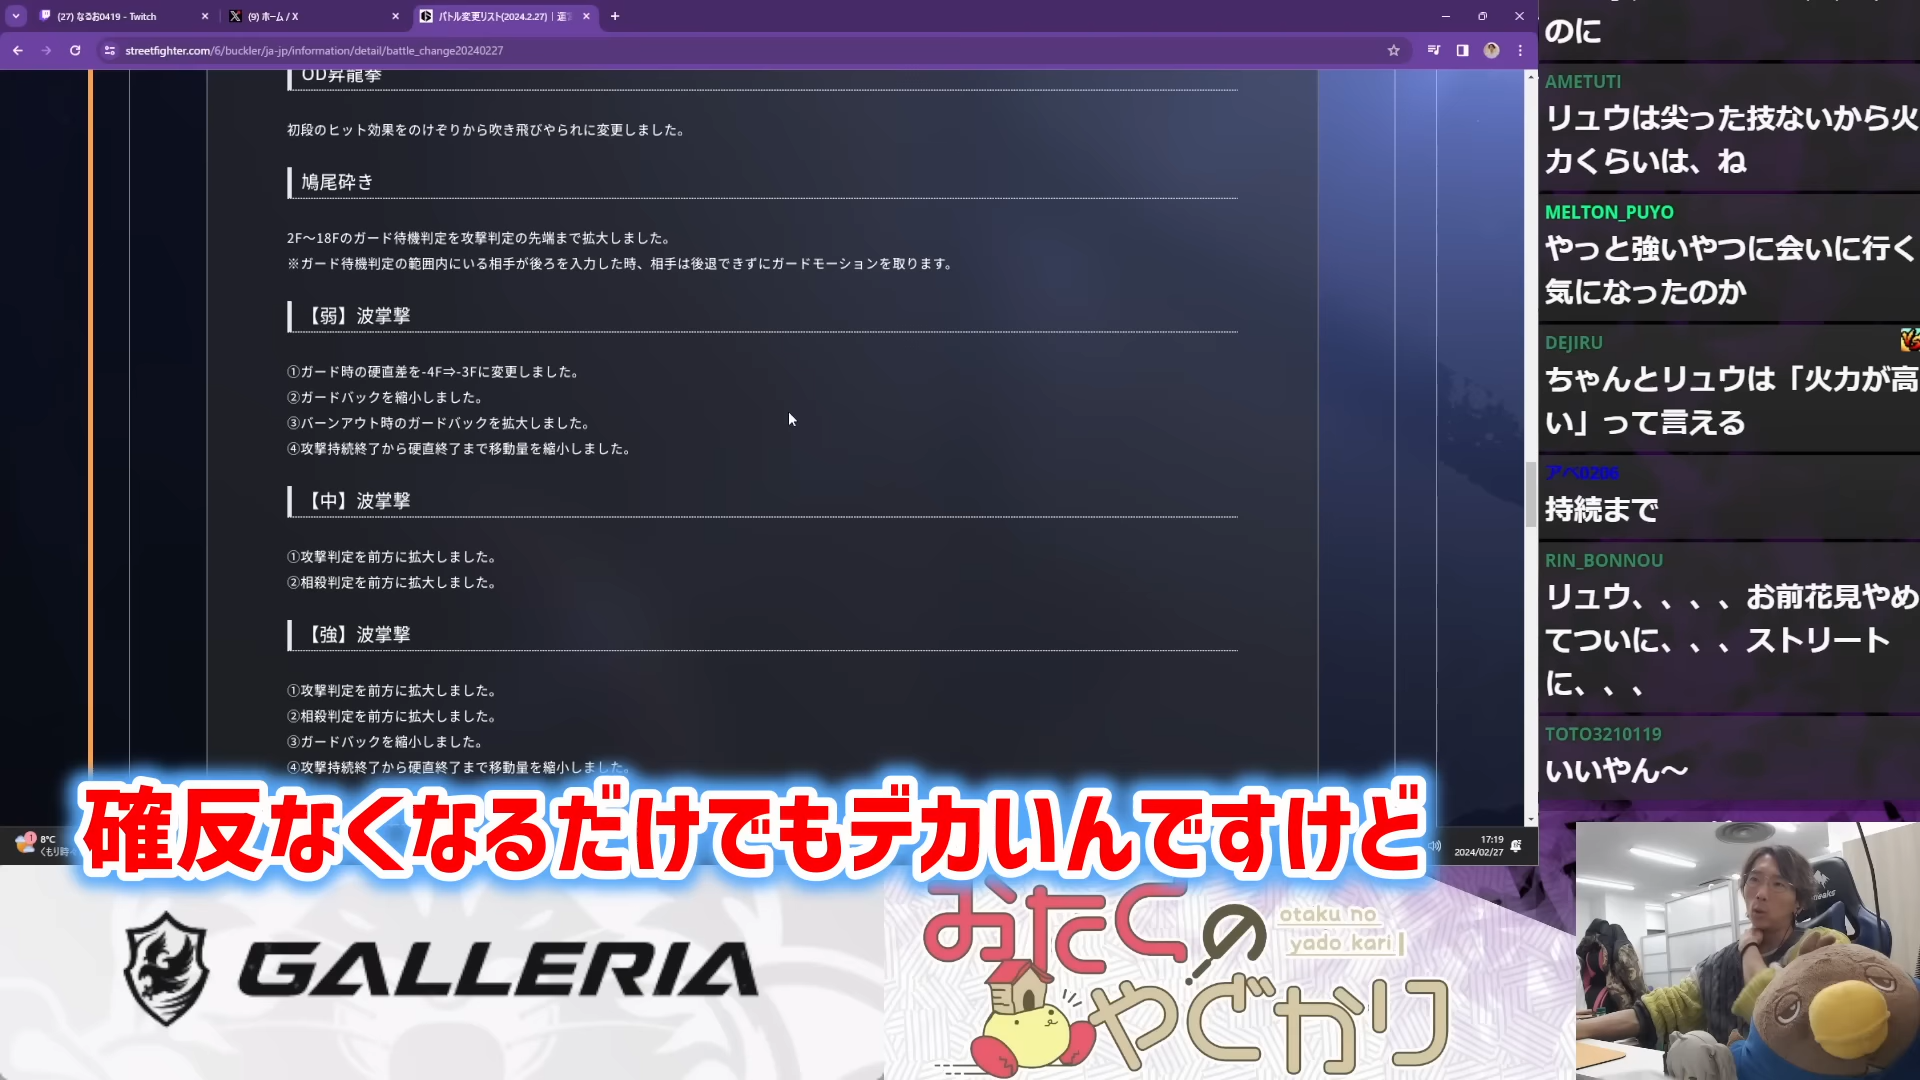 (27) なるお0419 - Twitch
(9) ホーム / X
バトル変更リスト(2024.2.27) | 運
streetfighter.com/6/buckler/ja-jp/information/detail/battle_change20240227
OD昇龍拳
初段のヒット効果をのけぞりから吹き飛びやられに変更しました。
鳩尾砕き
2F～18Fのガード待機判定を攻撃判定の先端まで拡大しました。
※ガード待機判定の範囲内にいる相手が後ろを入力した時、相手は後退できずにガードモーションを取ります。
【弱】波掌撃
①ガード時の硬直差を-4F⇒-3Fに変更しました。
②ガードバックを縮小しました。
③バーンアウト時のガードバックを拡大しました。
④攻撃持続終了から硬直終了まで移動量を縮小しました。
【中】波掌撃
①攻撃判定を前方に拡大しました。
②相殺判定を前方に拡大しました。
【強】波掌撃
①攻撃判定を前方に拡大しました。
②相殺判定を前方に拡大しました。
③ガードバックを縮小しました。
④攻撃持続終了から硬直終了まで移動量を縮小しました。
確反なくなるだけでもデカいんですけど
8°C
くもり時々
17:19
2024/02/27
GALLERIA
おたくの
otaku no
yado kari
やどかり
のに
AMETUTI
リュウは尖った技ないから火
力くらいは、ね
MELTON_PUYO
やっと強いやつに会いに行く
気になったのか
DEJIRU
ちゃんとリュウは「火力が高
い」って言える
アベ0206
持続まで
RIN_BONNOU
リュウ、、、、お前花見やめ
てついに、、、ストリート
に、、、
TOTO3210119
いいやん～